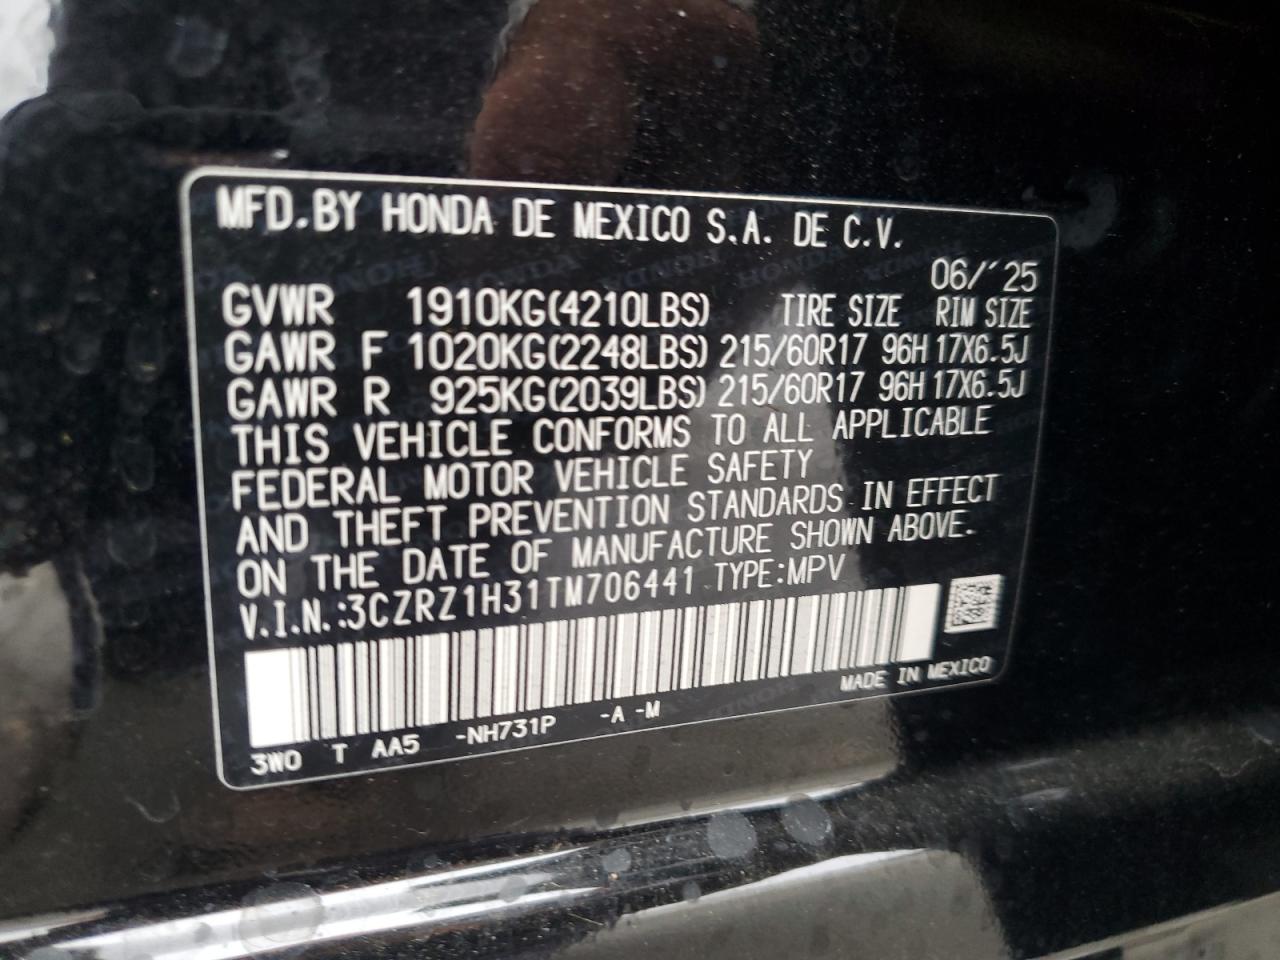 MFD.BY HONDA DE MEXICO S.A. DE C.V.
06/'25
GVWR 1910KG(4210LBS) TIRE SIZE RIM SIZE
GAWR F 1020KG(2248LBS) 215/60R17 96H 17X6.5J
GAWR R 925KG(2039LBS) 215/60R17 96H 17X6.5J
THIS VEHICLE CONFORMS TO ALL APPLICABLE
FEDERAL MOTOR VEHICLE SAFETY
AND THEFT PREVENTION STANDARDS IN EFFECT
ON THE DATE OF MANUFACTURE SHOWN ABOVE.
V.I.N.:3CZRZ1H31TM706441 TYPE:MPV
MADE IN MEXICO
3W0 T AA5 -NH731P -A -M